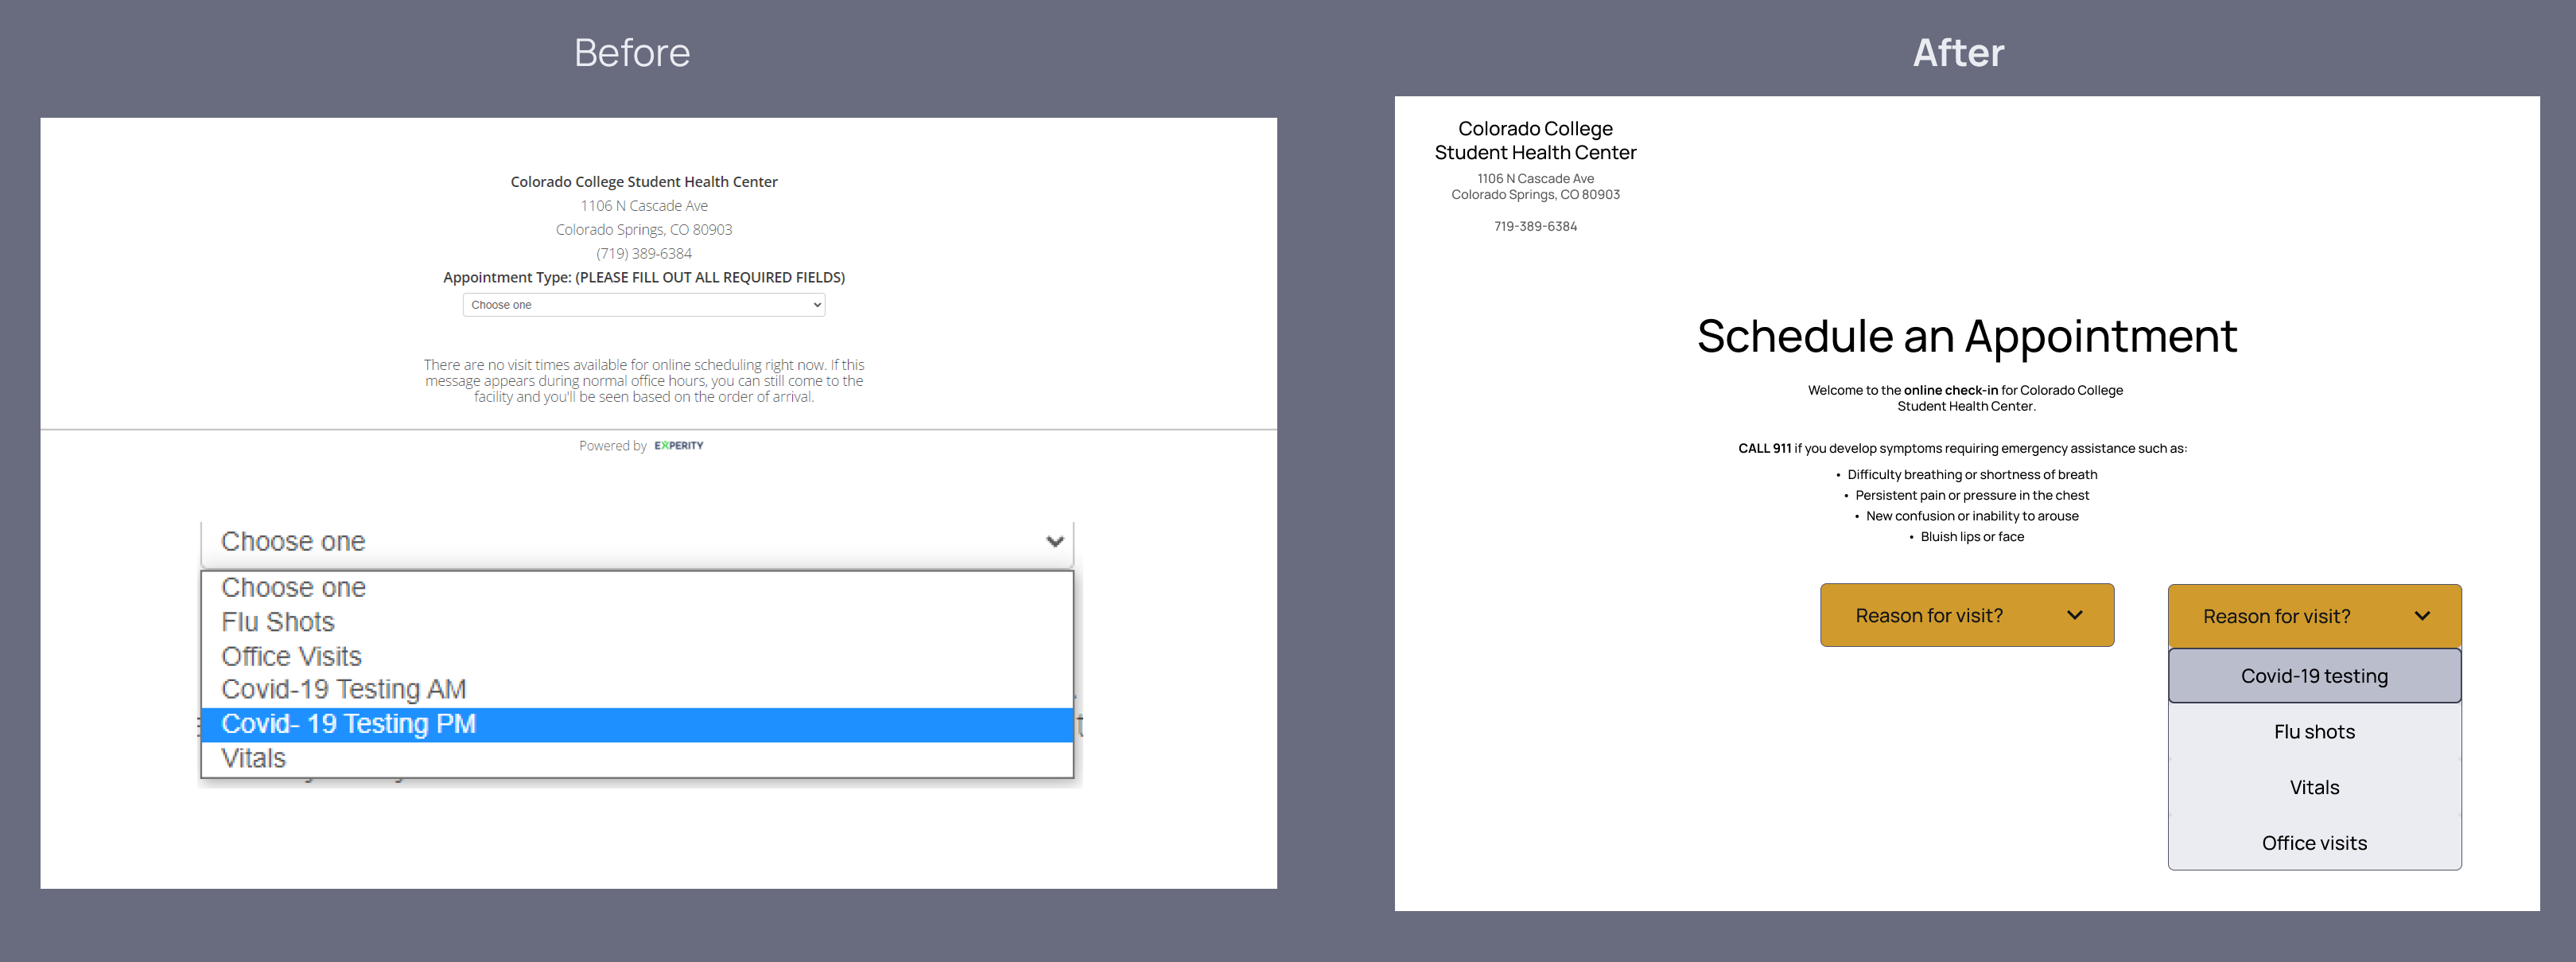 Before
Colorado College Student Health Center
1106 N Cascade Ave
Colorado Springs, CO 80903
(719) 389-6384
Appointment Type: (PLEASE FILL OUT ALL REQUIRED FIELDS)
Choose one
There are no visit times available for online scheduling right now. If this
message appears during normal office hours, you can still come to the
facility and you'll be seen based on the order of arrival.
Powered by EXPERITY
Choose one
Choose one
Flu Shots
Office Visits
Covid-19 Testing AM
Covid- 19 Testing PM
Vitals
After
Colorado College
Student Health Center
1106 N Cascade Ave
Colorado Springs, CO 80903
719-389-6384
Schedule an Appointment
Welcome to the online check-in for Colorado College
Student Health Center.
CALL 911 if you develop symptoms requiring emergency assistance such as:
• Difficulty breathing or shortness of breath
• Persistent pain or pressure in the chest
• New confusion or inability to arouse
• Bluish lips or face
Reason for visit?
Reason for visit?
Covid-19 testing
Flu shots
Vitals
Office visits